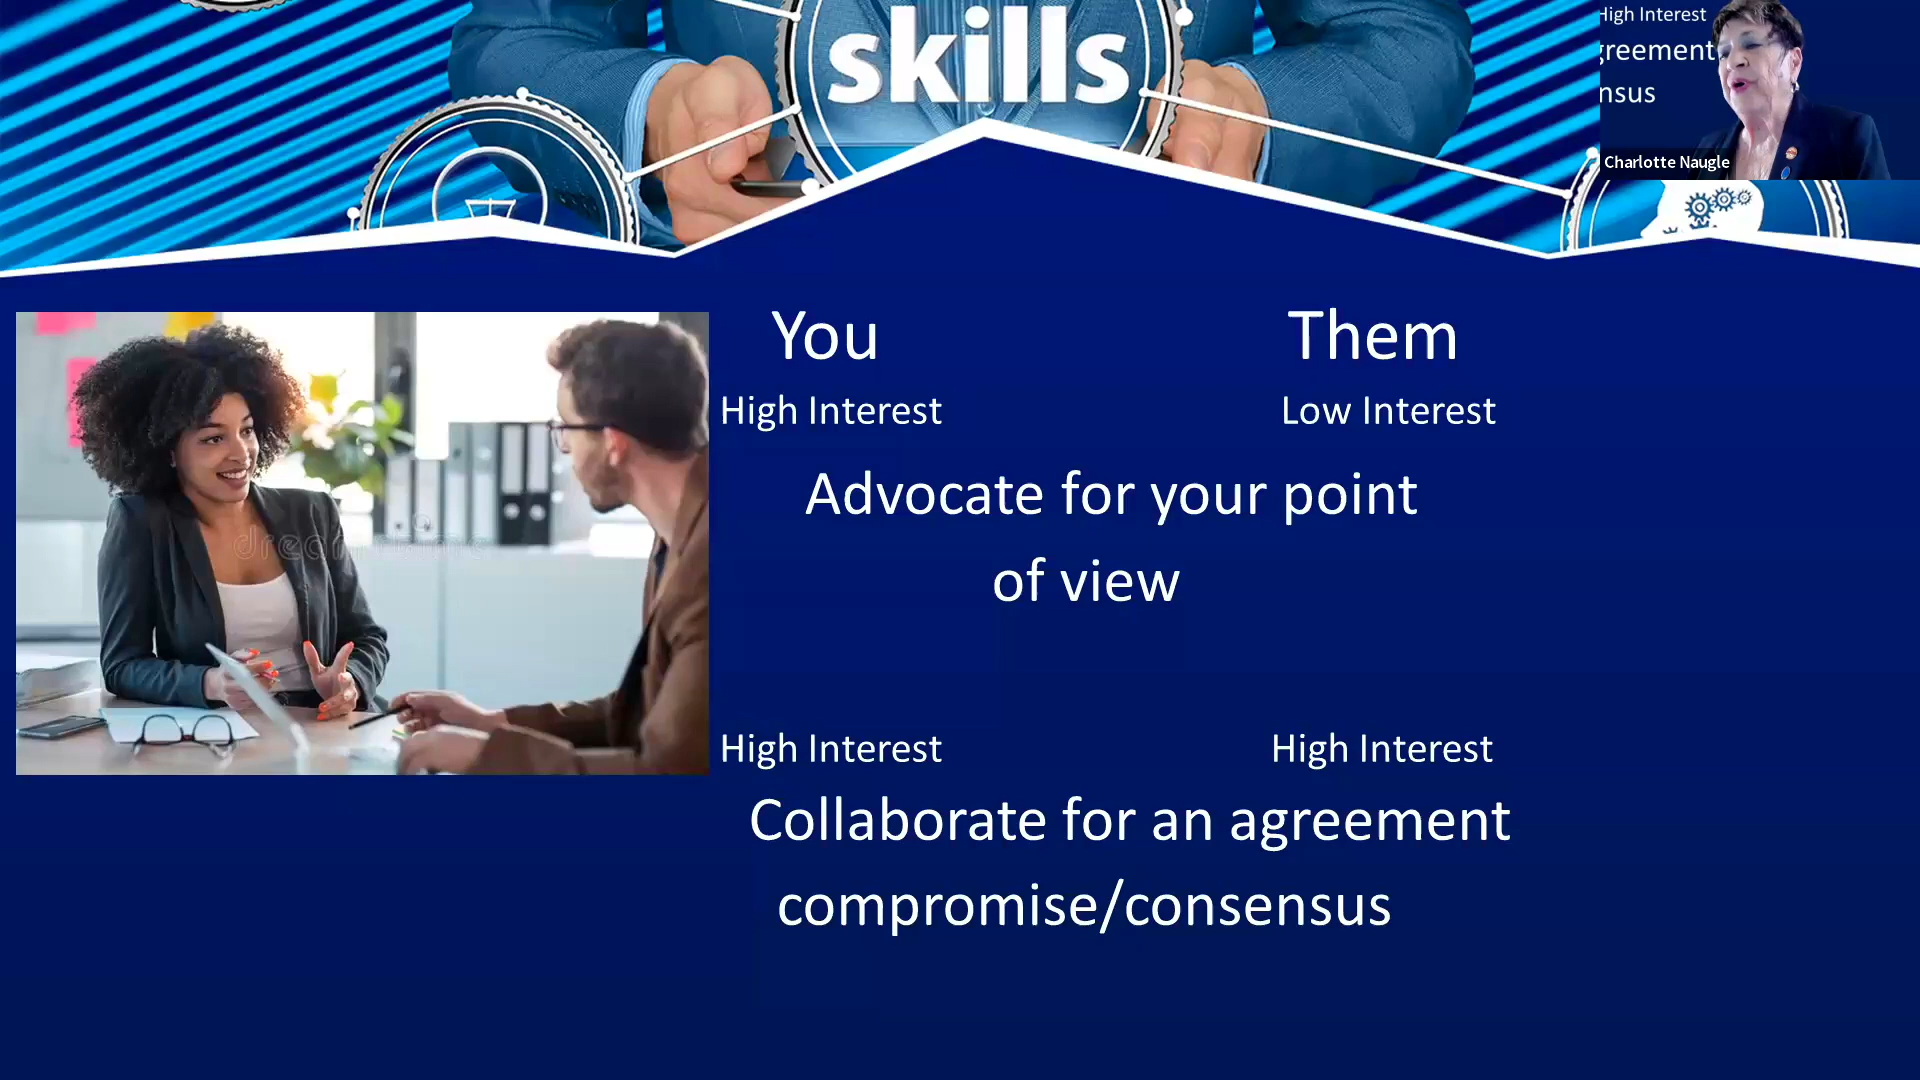 skills
High Interest
greement
nsus
Charlotte Naugle
You Them
High Interest Low Interest
Advocate for your point
of view
High Interest High Interest
Collaborate for an agreement
compromise/consensus
dreamstime